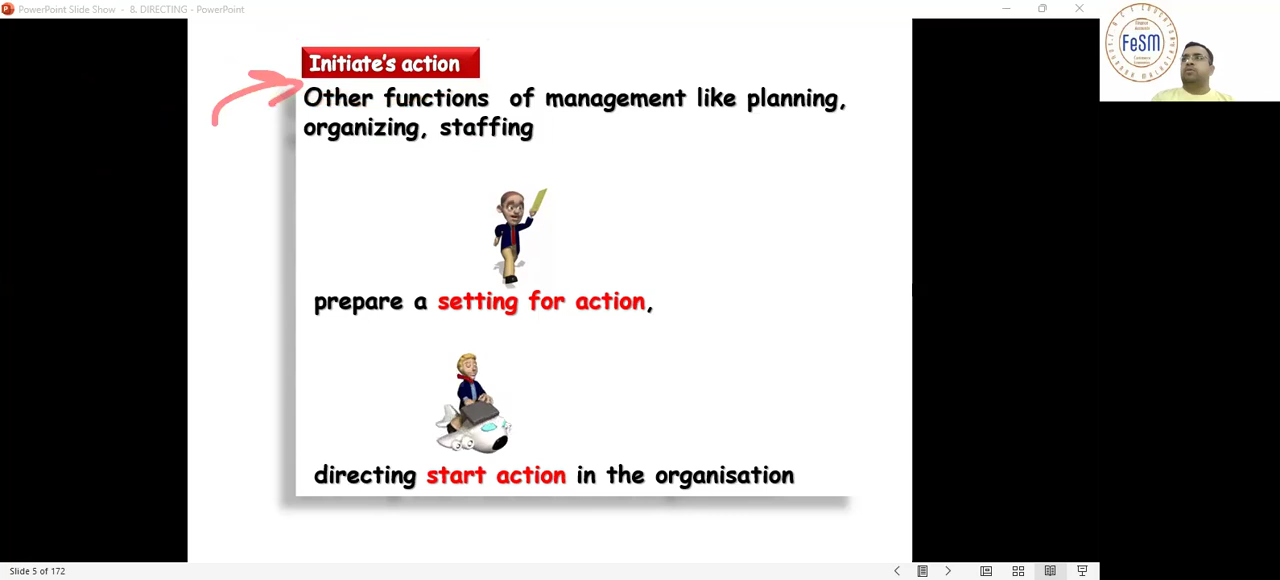 PowerPoint Slide Show - 8. DIRECTING - PowerPoint
Initiate's action
Other functions of management like planning,
organizing, staffing
prepare a setting for action,
directing start action in the organisation
Slide 5 of 172
FeSM